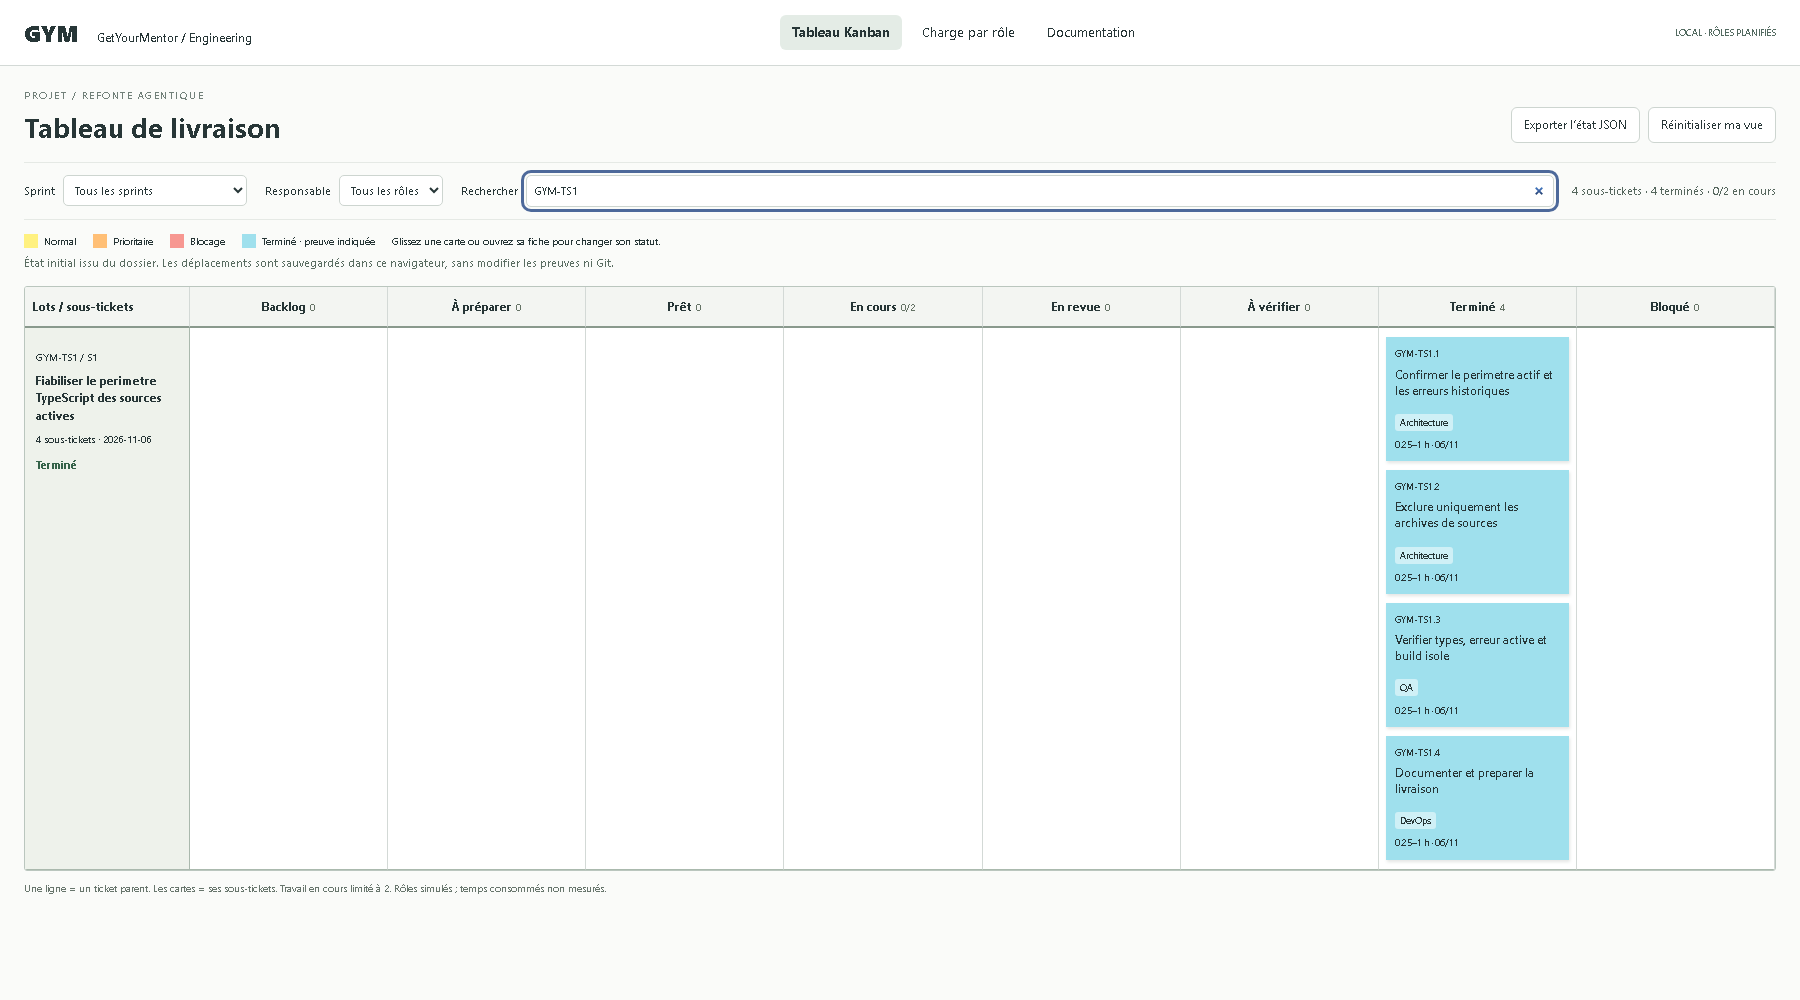 GYM
GetYourMentor / Engineering
Tableau Kanban
Charge par rôle
Documentation
LOCAL · RÔLES PLANIFIÉS
PROJET / REFONTE AGENTIQUE
Tableau de livraison
Exporter l'état JSON
Réinitialiser ma vue
Sprint
Tous les sprints
Responsable
Tous les rôles
Rechercher
GYM-TS1
4 sous-tickets · 4 terminés · 0/2 en cours
Normal
Prioritaire
Blocage
Terminé · preuve indiquée
Glissez une carte ou ouvrez sa fiche pour changer son statut.
État initial issu du dossier. Les déplacements sont sauvegardés dans ce navigateur, sans modifier les preuves ni Git.
Lots / sous-tickets
Backlog 0
À préparer 0
Prêt 0
En cours 0/2
En revue 0
À vérifier 0
Terminé 4
Bloqué 0
GYM-TS1 / S1
Fiabiliser le perimetre
TypeScript des sources
actives
4 sous-tickets · 2026-11-06
Terminé
GYM-TS1.1
Confirmer le perimetre actif et
les erreurs historiques
Architecture
0.25–1 h · 06/11
GYM-TS1.2
Exclure uniquement les
archives de sources
Architecture
0.25–1 h · 06/11
GYM-TS1.3
Verifier types, erreur active et
build isole
QA
0.25–1 h · 06/11
GYM-TS1.4
Documenter et preparer la
livraison
DevOps
0.25–1 h · 06/11
Une ligne = un ticket parent. Les cartes = ses sous-tickets. Travail en cours limité à 2. Rôles simulés ; temps consommés non mesurés.